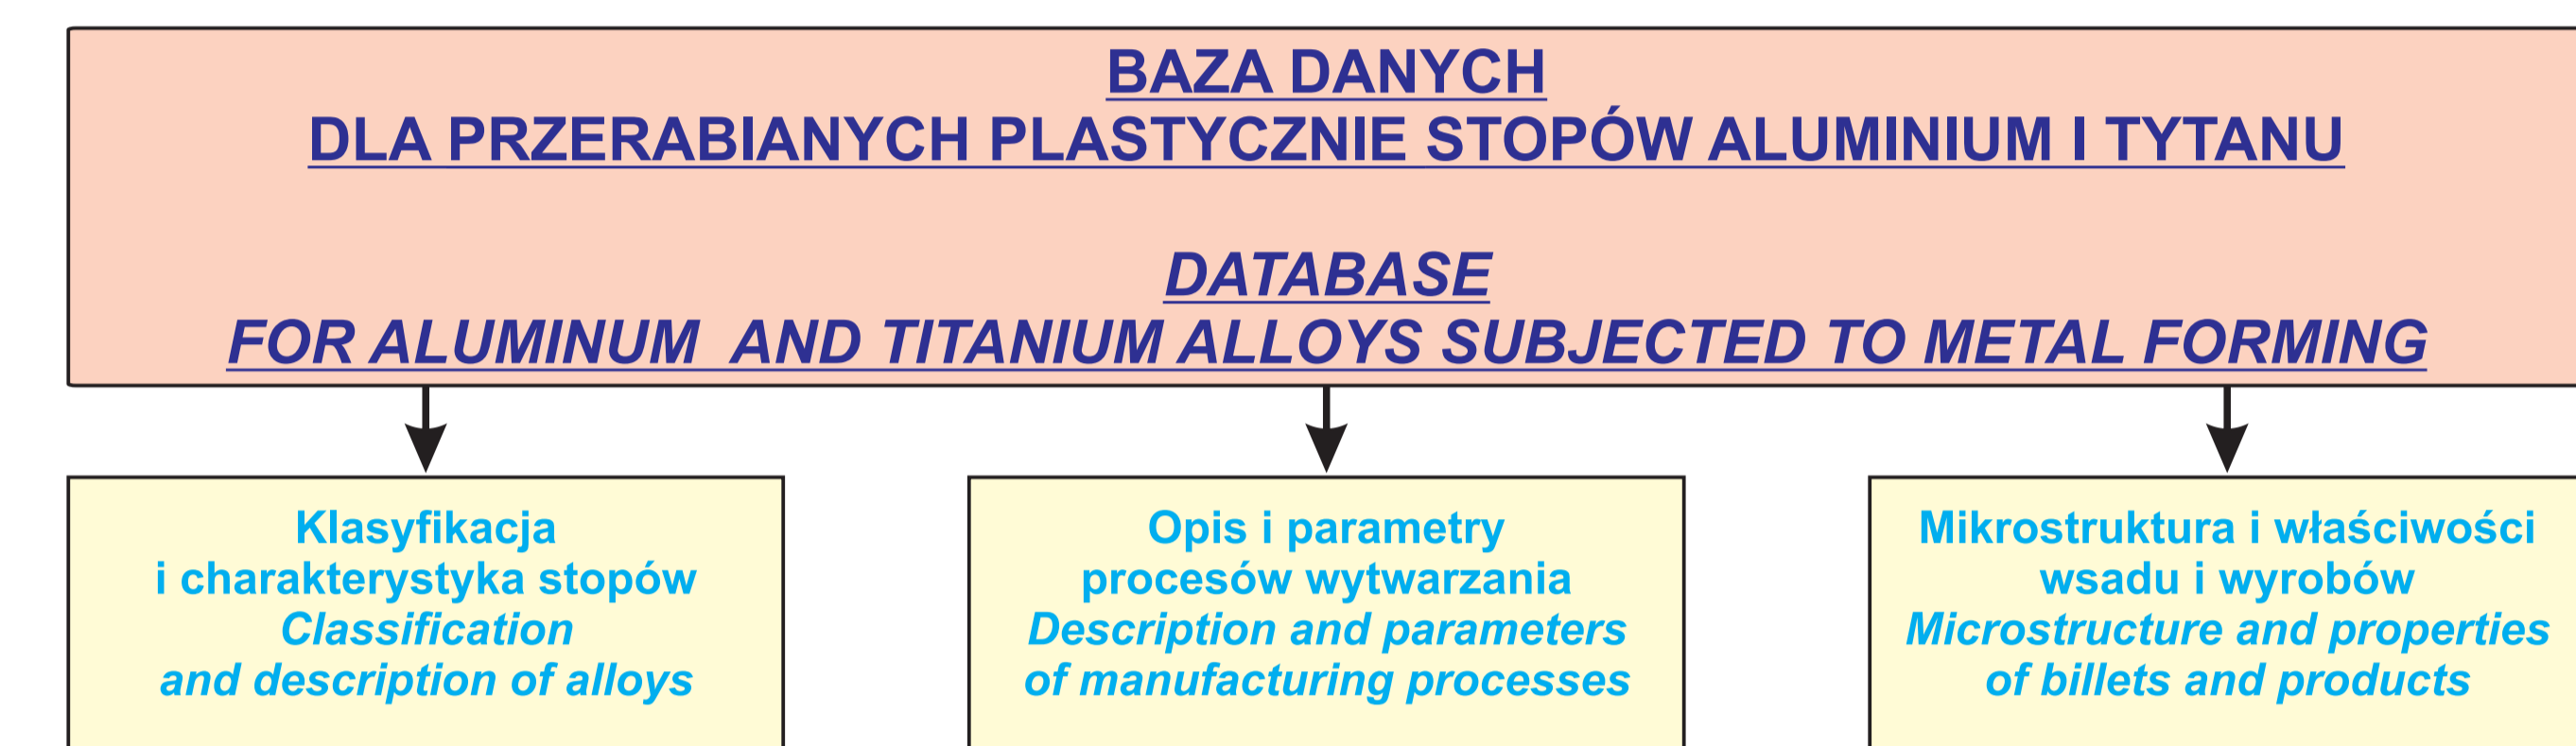 BAZA DANYCH
DLA PRZERABIANYCH PLASTYCZNIE STOPÓW ALUMINIUM I TYTANU
DATABASE
FOR ALUMINUM AND TITANIUM ALLOYS SUBJECTED TO METAL FORMING
Klasyfikacja
i charakterystyka stopów
Classification
and description of alloys
Opis i parametry
procesów wytwarzania
Description and parameters
of manufacturing processes
Mikrostruktura i właściwości
wsadu i wyrobów
Microstructure and properties
of billets and products